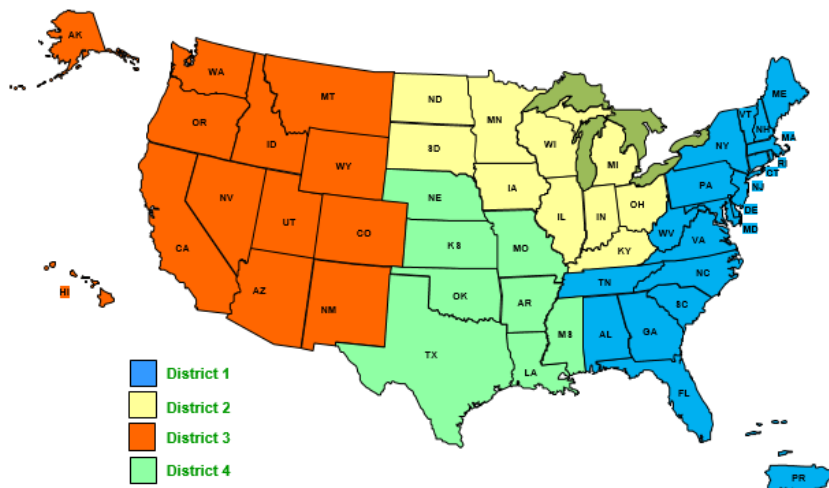 AK
WA
MT
ND
MN
ME
VT
NH
MA
OR
ID
SD
WI
MI
NY
RI
CT
WY
IA
PA
NJ
NV
NE
IL
IN
OH
DE
MD
UT
CO
KS
MO
KY
WV
VA
CA
TN
NC
HI
AZ
NM
OK
AR
SC
TX
MS
AL
GA
LA
FL
District 1
District 2
District 3
District 4
PR